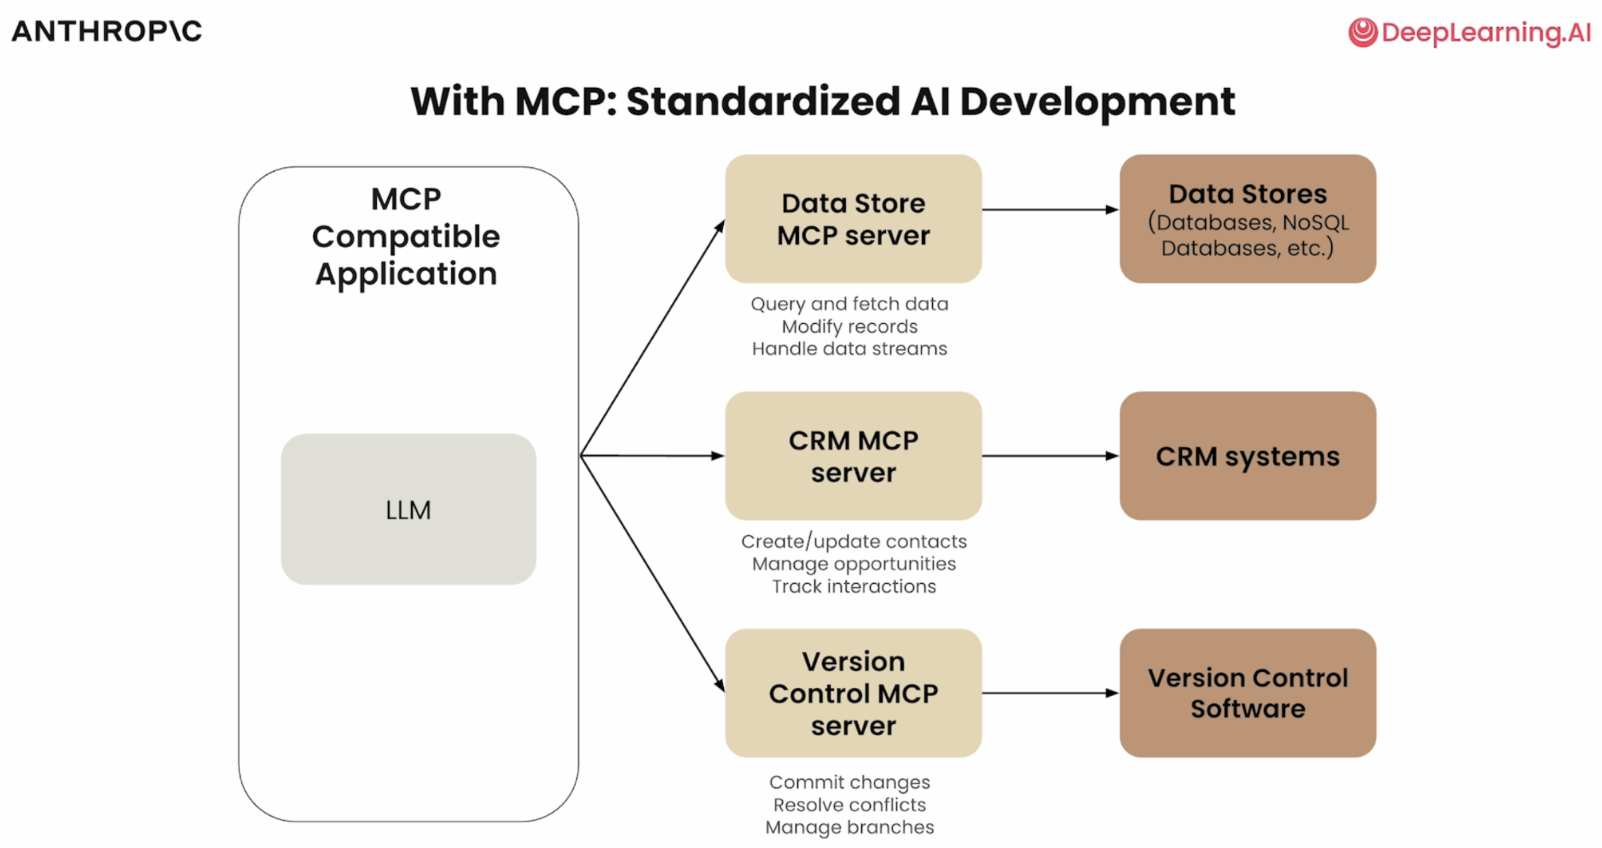 ANTHROP\C
DeepLearning.AI
With MCP: Standardized AI Development
MCP
Compatible
Application
LLM
Data Store
MCP server
Query and fetch data
Modify records
Handle data streams
Data Stores
(Databases, NoSQL
Databases, etc.)
CRM MCP
server
Create/update contacts
Manage opportunities
Track interactions
CRM systems
Version
Control MCP
server
Commit changes
Resolve conflicts
Manage branches
Version Control
Software